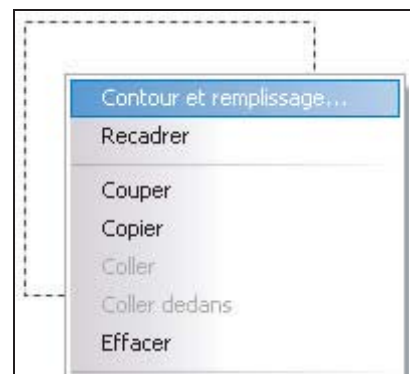 Contour et remplissage...
Recadrer
Couper
Copier
Coller
Coller dedans
Effacer